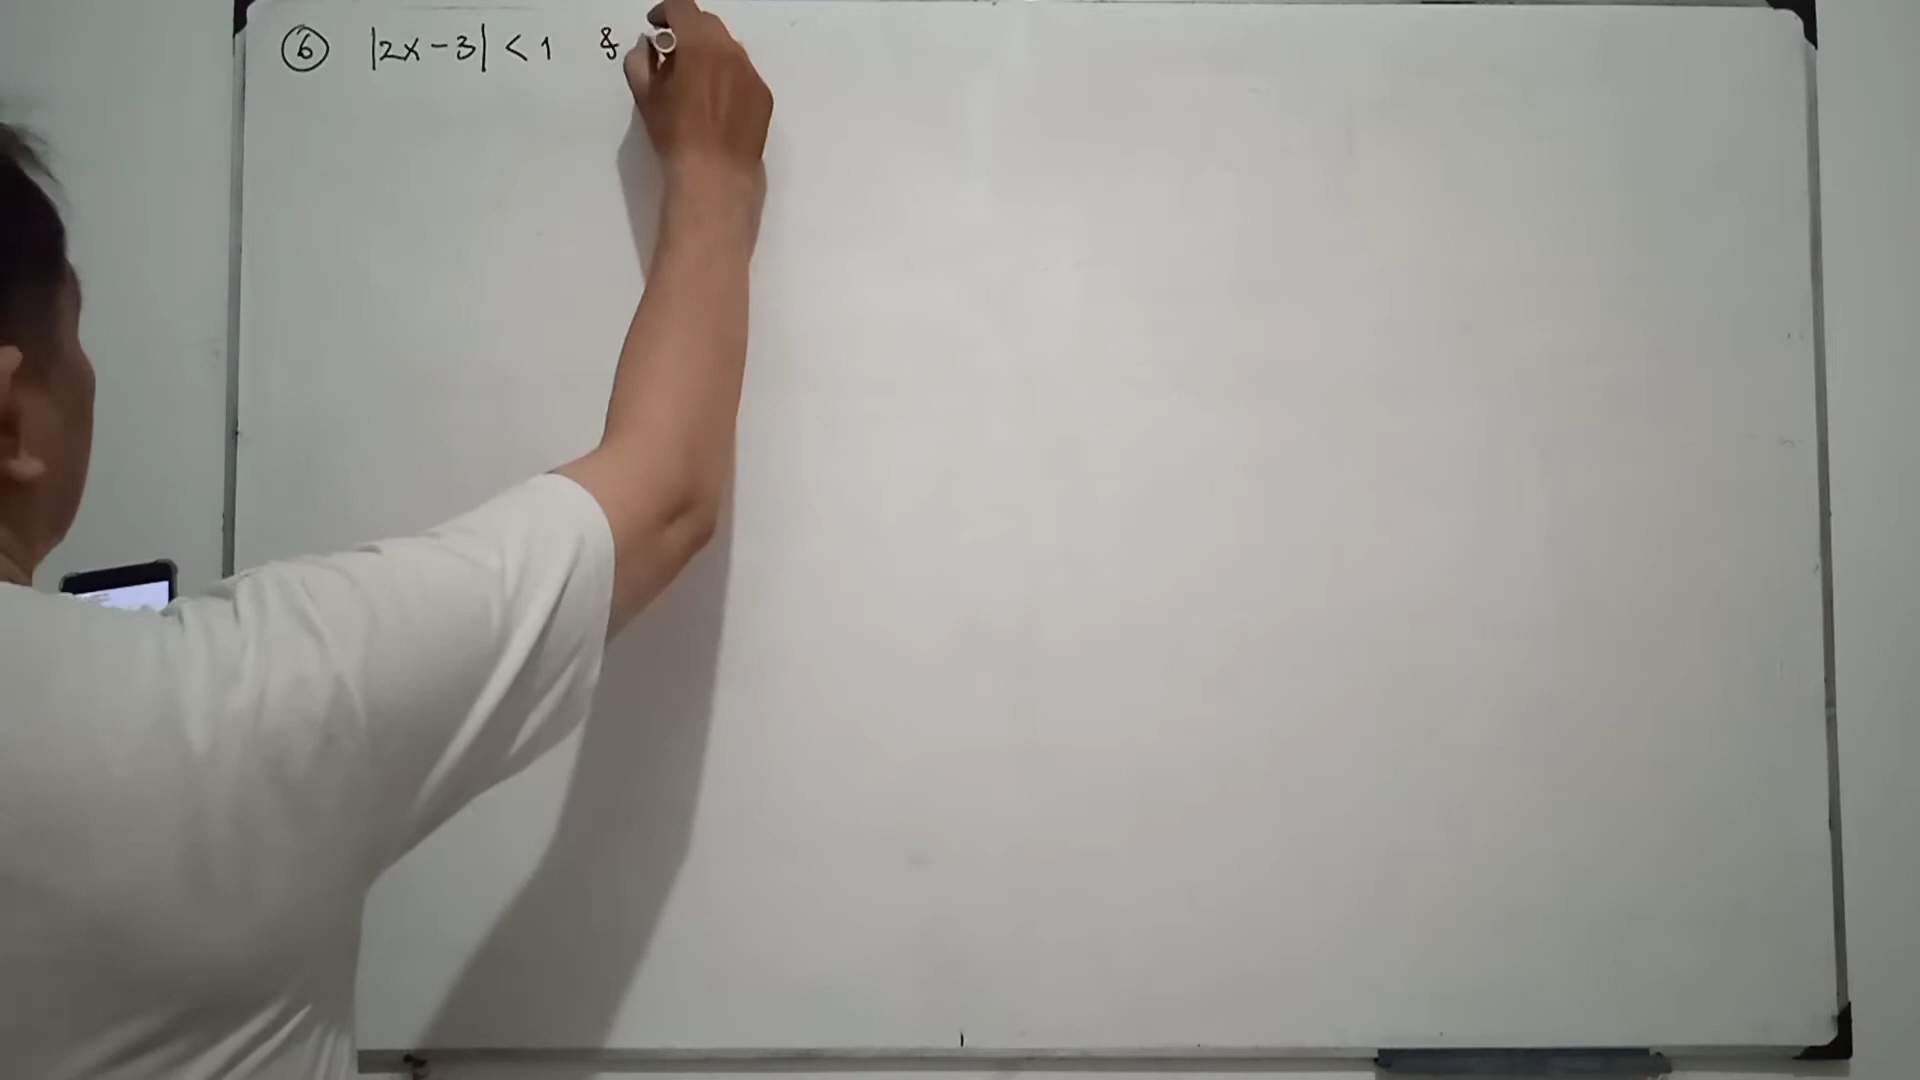 ⑥ |2x-3| < 1 &